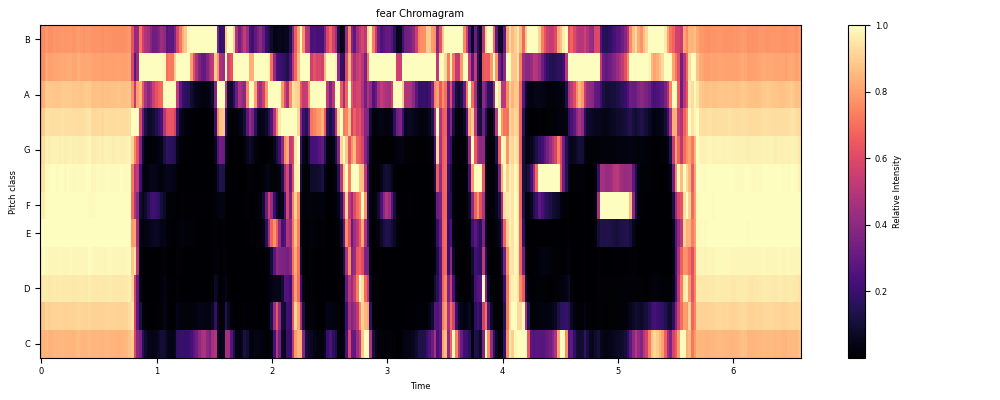 fear Chromagram
B
A
G
F
E
D
C
Pitch class
0
1
2
3
4
5
6
Time
1.0
0.8
0.6
0.4
0.2
Relative Intensity